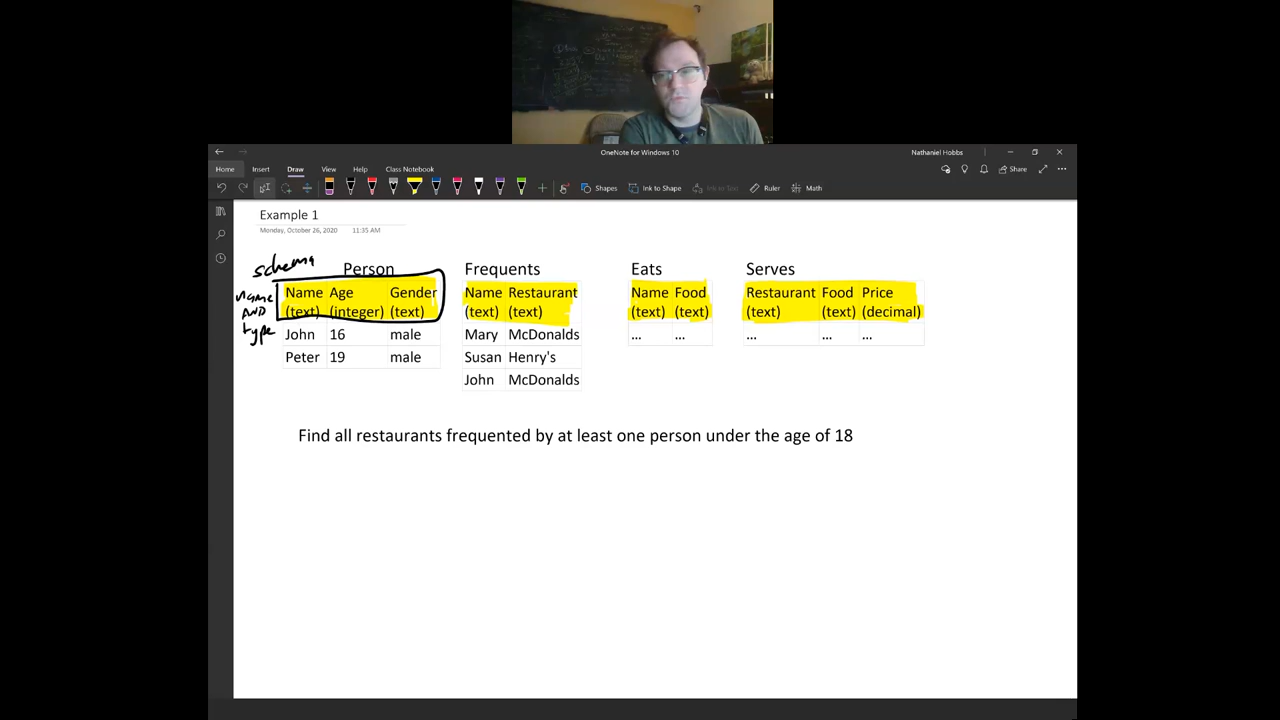 OneNote for Windows 10
Nathaniel Hobbs
Home Insert Draw View Help Class Notebook
Share
Shapes Ink to Shape Ink to Text Ruler Math
Example 1
Monday, October 26, 2020 11:35 AM
schema
name
AND
type
Person
Name Age Gender
(text) (integer) (text)
John 16 male
Peter 19 male
Frequents
Name Restaurant
(text) (text)
Mary McDonalds
Susan Henry's
John McDonalds
Eats
Name Food
(text) (text)
... ...
Serves
Restaurant Food Price
(text) (text) (decimal)
... ... ...
Find all restaurants frequented by at least one person under the age of 18